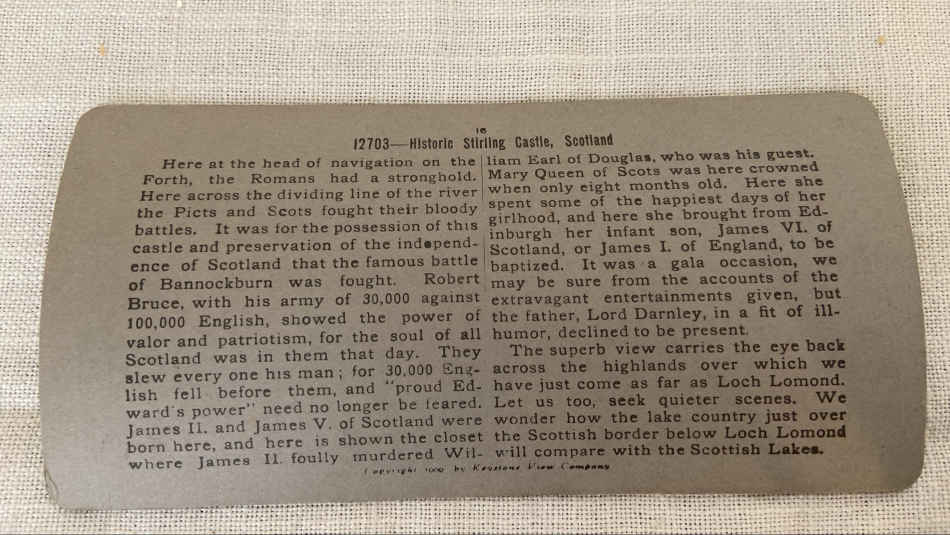 16
12703—Historic Stirling Castle, Scotland
Here at the head of navigation on the
Forth, the Romans had a stronghold.
Here across the dividing line of the river
the Picts and Scots fought their bloody
battles. It was for the possession of this
castle and preservation of the independ-
ence of Scotland that the famous battle
of Bannockburn was fought. Robert
Bruce, with his army of 30,000 against
100,000 English, showed the power of
valor and patriotism, for the soul of all
Scotland was in them that day. They
slew every one his man; for 30,000 Eng-
lish fell before them, and "proud Ed-
ward's power" need no longer be feared.
James II. and James V. of Scotland were
born here, and here is shown the closet
where James II. foully murdered Wil-
liam Earl of Douglas, who was his guest.
Mary Queen of Scots was here crowned
when only eight months old. Here she
spent some of the happiest days of her
girlhood, and here she brought from Ed-
inburgh her infant son, James VI. of
Scotland, or James I. of England, to be
baptized. It was a gala occasion, we
may be sure from the accounts of the
extravagant entertainments given, but
the father, Lord Darnley, in a fit of ill-
humor, declined to be present.
The superb view carries the eye back
across the highlands over which we
have just come as far as Loch Lomond.
Let us too, seek quieter scenes. We
wonder how the lake country just over
the Scottish border below Loch Lomond
will compare with the Scottish Lakes.
Copyright by Keystone View Company